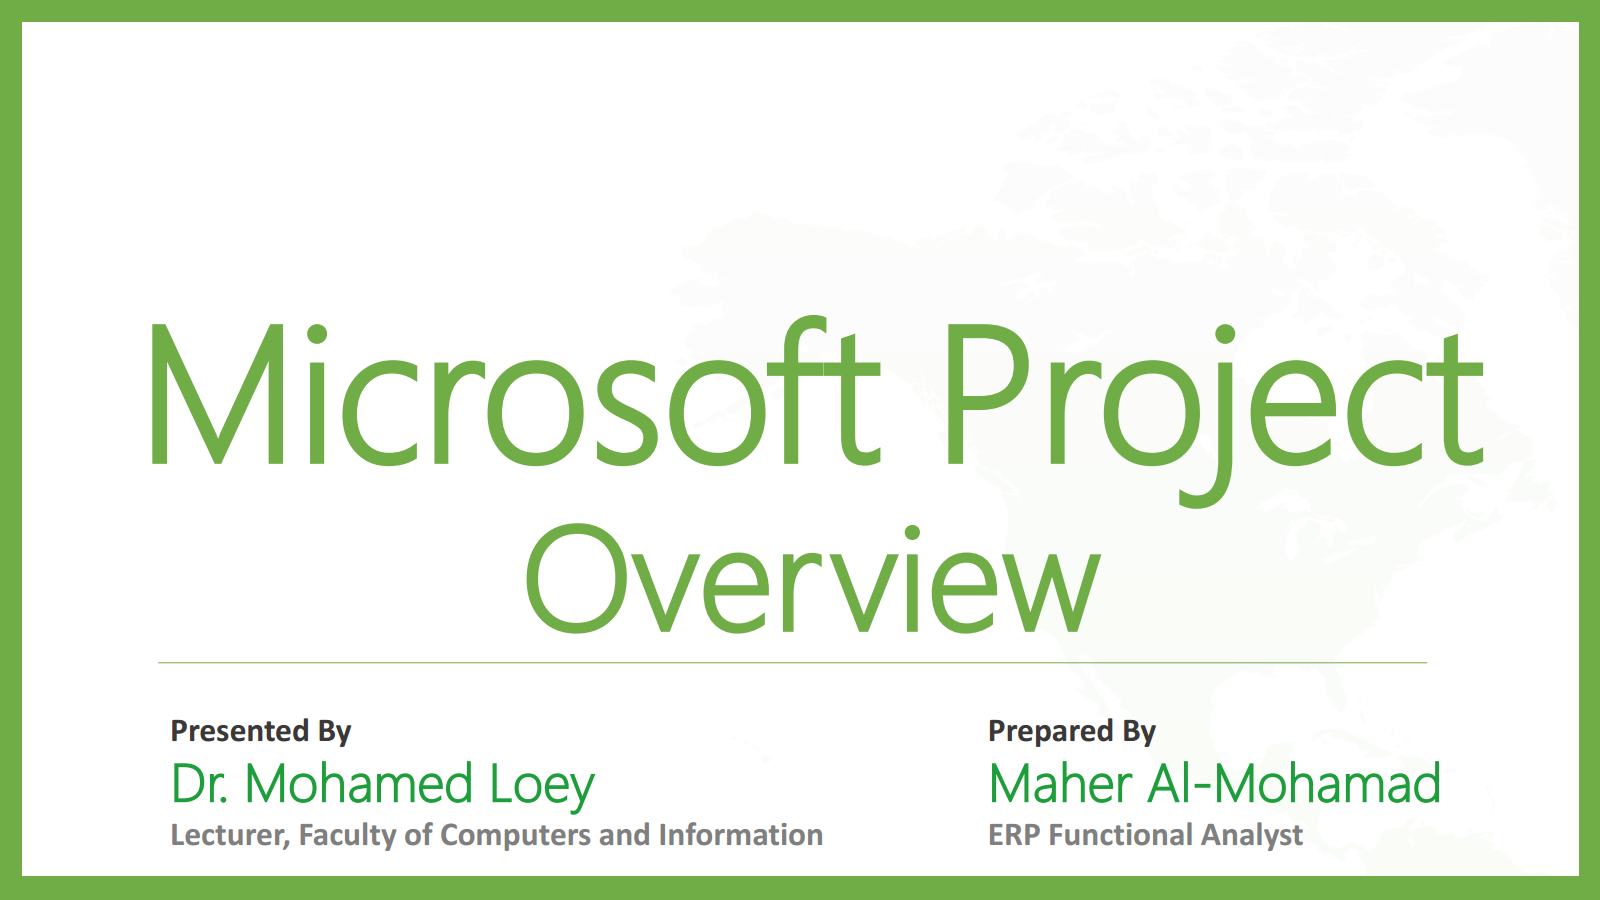 Microsoft Project
Overview
Presented By
Dr. Mohamed Loey
Lecturer, Faculty of Computers and Information
Prepared By
Maher Al-Mohamad
ERP Functional Analyst